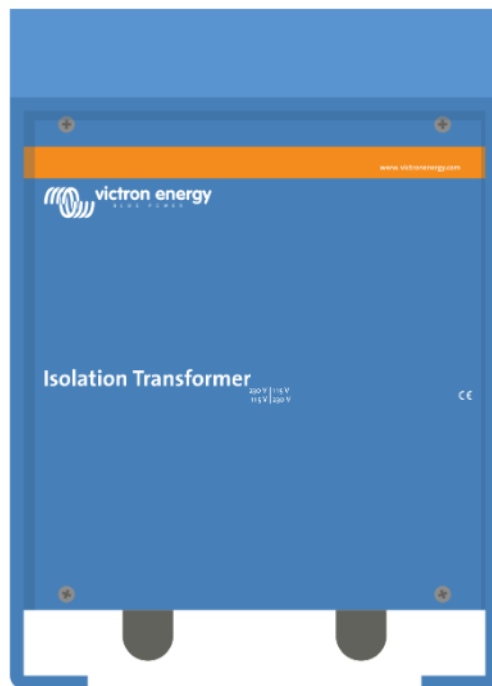 www.victronenergy.com
victron energy
BLUE POWER
Isolation Transformer
230 V | 115 V
115 V | 230 V
CE